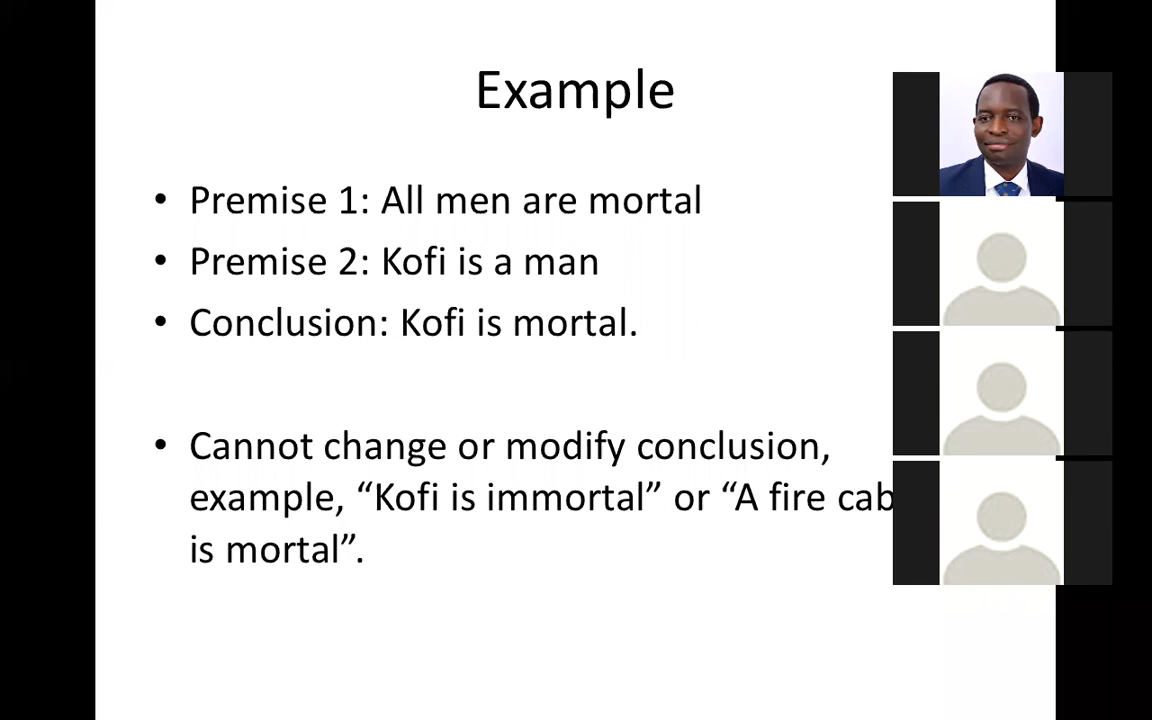 Example
• Premise 1: All men are mortal
• Premise 2: Kofi is a man
• Conclusion: Kofi is mortal.
• Cannot change or modify conclusion,
example, “Kofi is immortal” or “A fire cab
is mortal”.